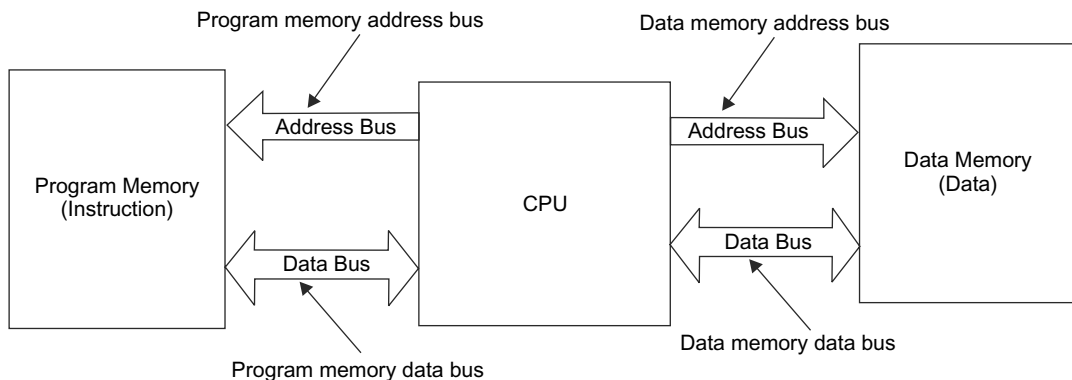 Program memory address bus
Data memory address bus
Address Bus
Address Bus
Program Memory
(Instruction)
CPU
Data Memory
(Data)
Data Bus
Data Bus
Program memory data bus
Data memory data bus